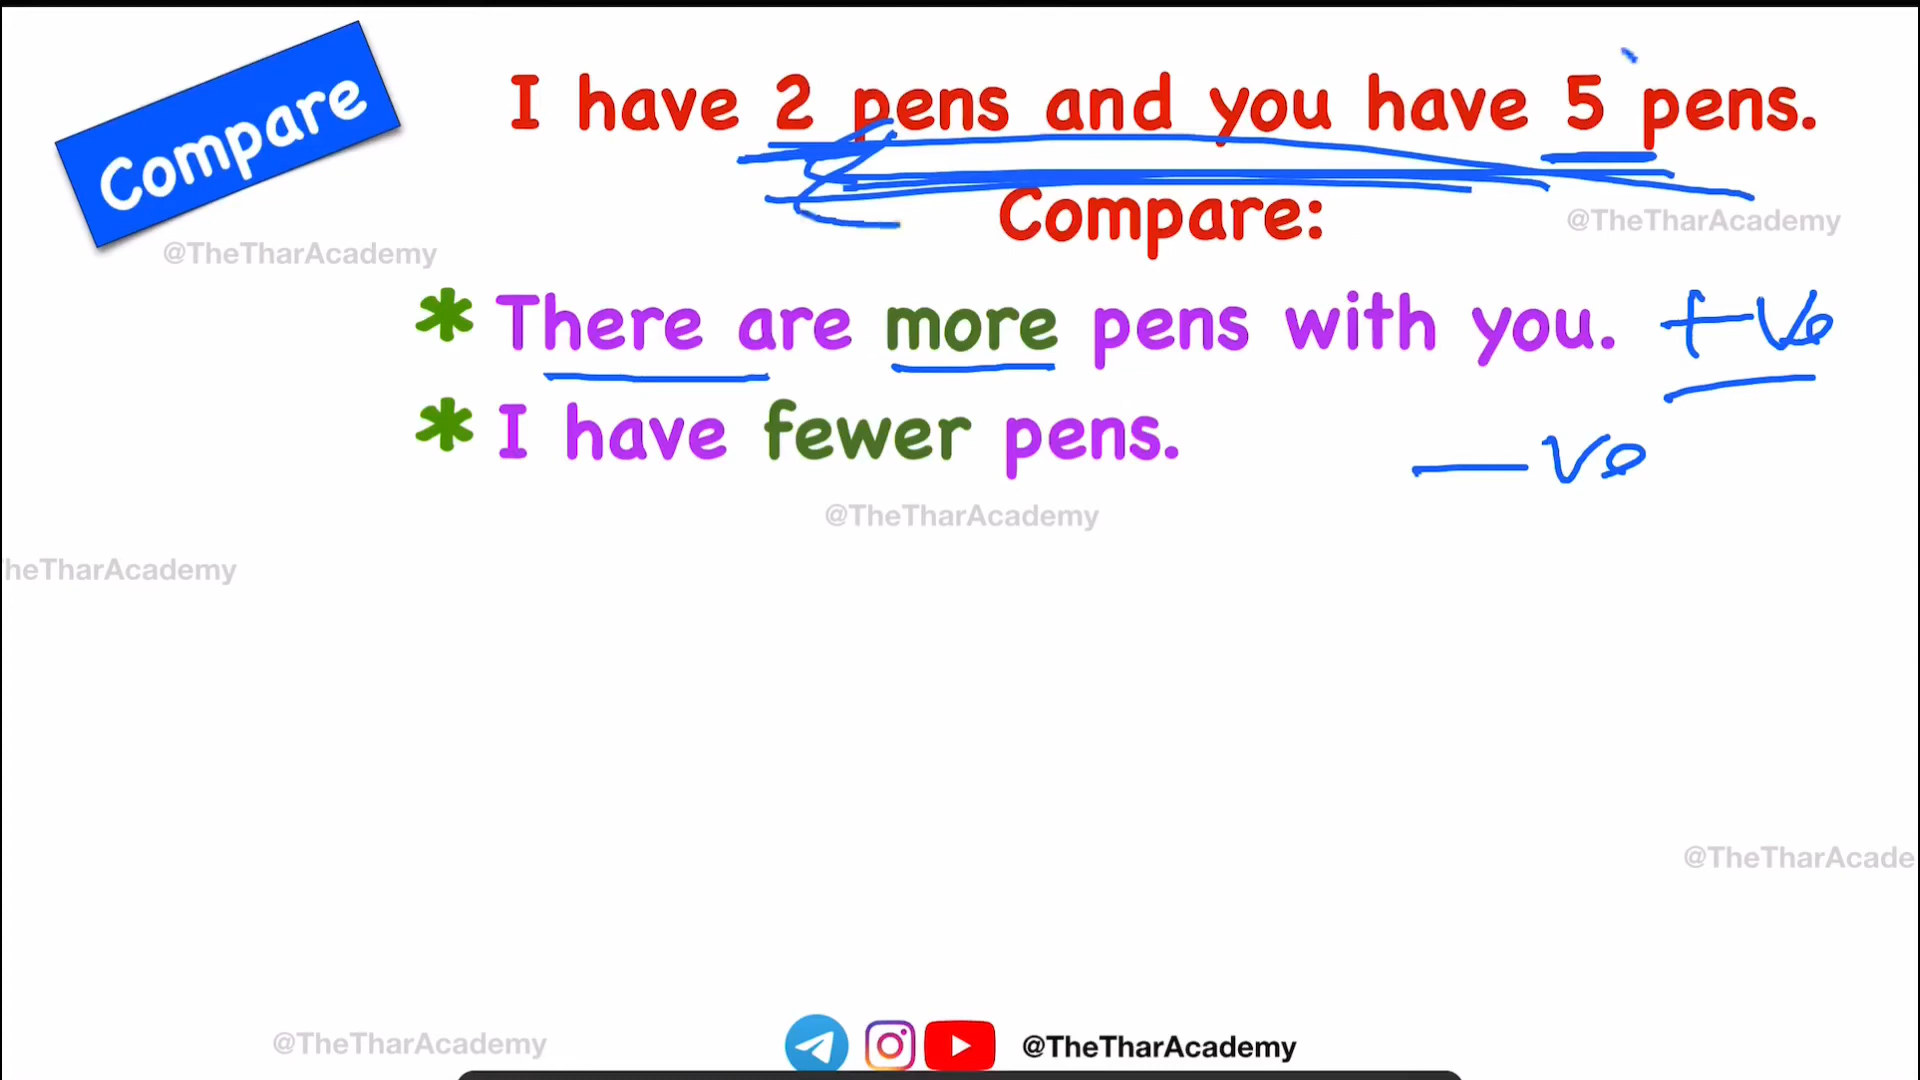 Compare
I have 2 pens and you have 5 pens.
Compare:
@TheTharAcademy
@TheTharAcademy
* There are more pens with you. +ve
* I have fewer pens. -ve
@TheTharAcademy
heTharAcademy
@TheTharAcade
@TheTharAcademy
@TheTharAcademy